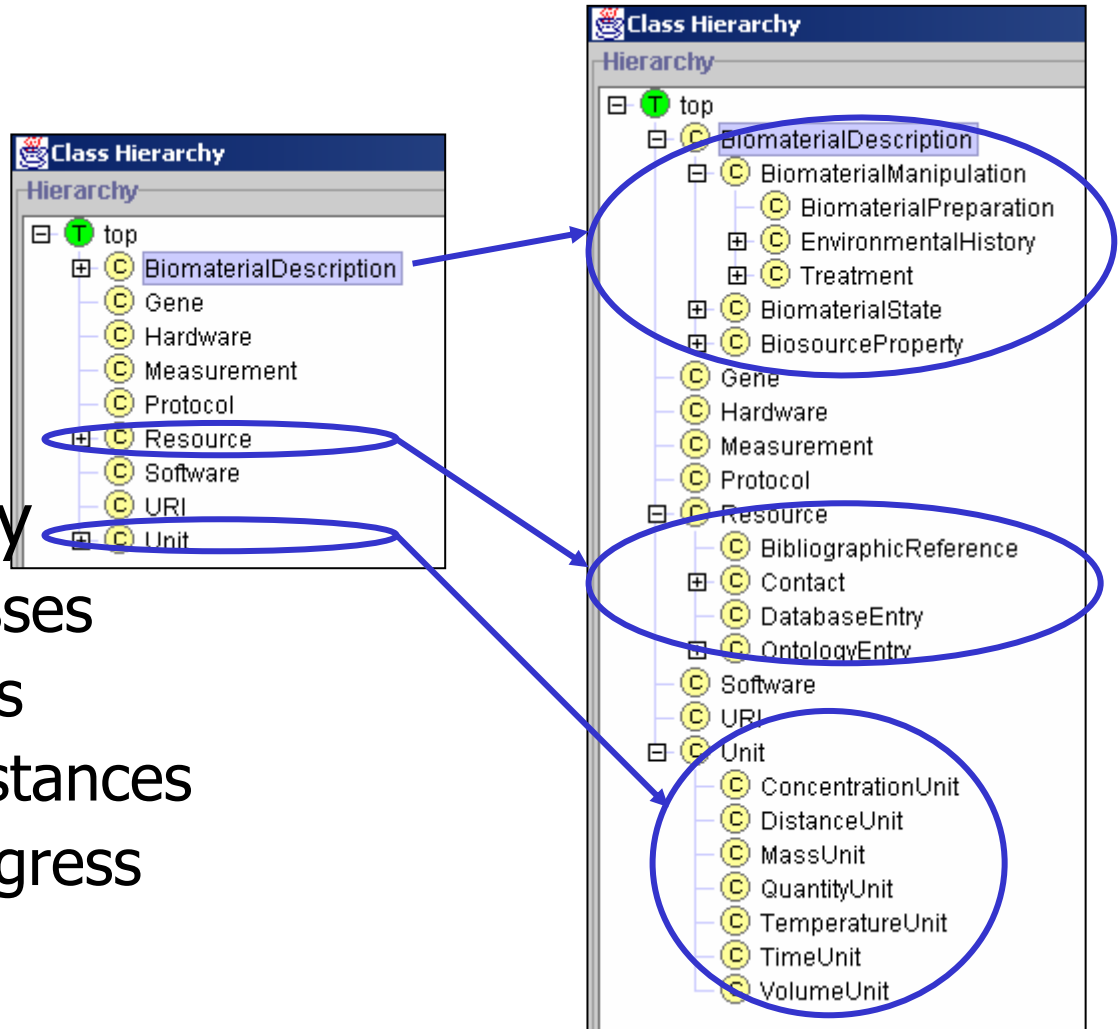 Class Hierarchy
Hierarchy
top
BiomaterialDescription
Gene
Hardware
Measurement
Protocol
Resource
Software
URI
Unit
y
sses
s
stances
gress
Class Hierarchy
Hierarchy
top
BiomaterialDescription
BiomaterialManipulation
BiomaterialPreparation
EnvironmentalHistory
Treatment
BiomaterialState
BiosourceProperty
Gene
Hardware
Measurement
Protocol
Resource
BibliographicReference
Contact
DatabaseEntry
OntologyEntry
Software
URI
Unit
ConcentrationUnit
DistanceUnit
MassUnit
QuantityUnit
TemperatureUnit
TimeUnit
VolumeUnit